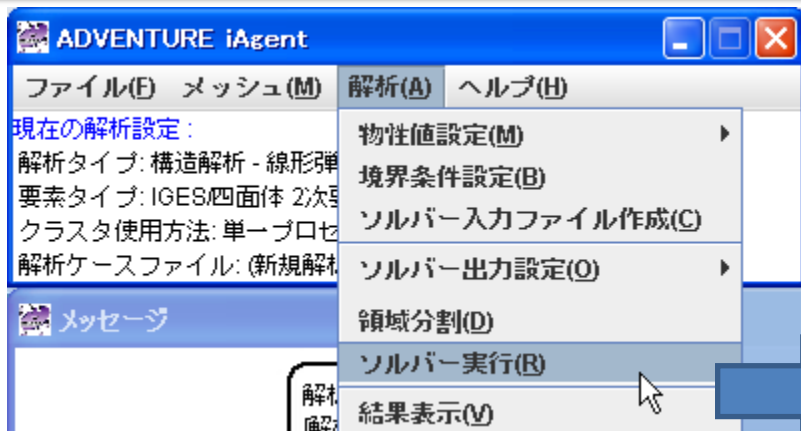 ADVENTURE iAgent
ファイル(F) メッシュ(M) 解析(A) ヘルプ(H)
現在の解析設定 :
解析タイプ: 構造解析 - 線形弾
要素タイプ: IGES/四面体 2次
クラスタ使用方法: 単一プロセ
解析ケースファイル: (新規解
物性値設定(M)
境界条件設定(B)
ソルバー入力ファイル作成(C)
ソルバー出力設定(O)
領域分割(D)
ソルバー実行(R)
結果表示(V)
メッセージ
解